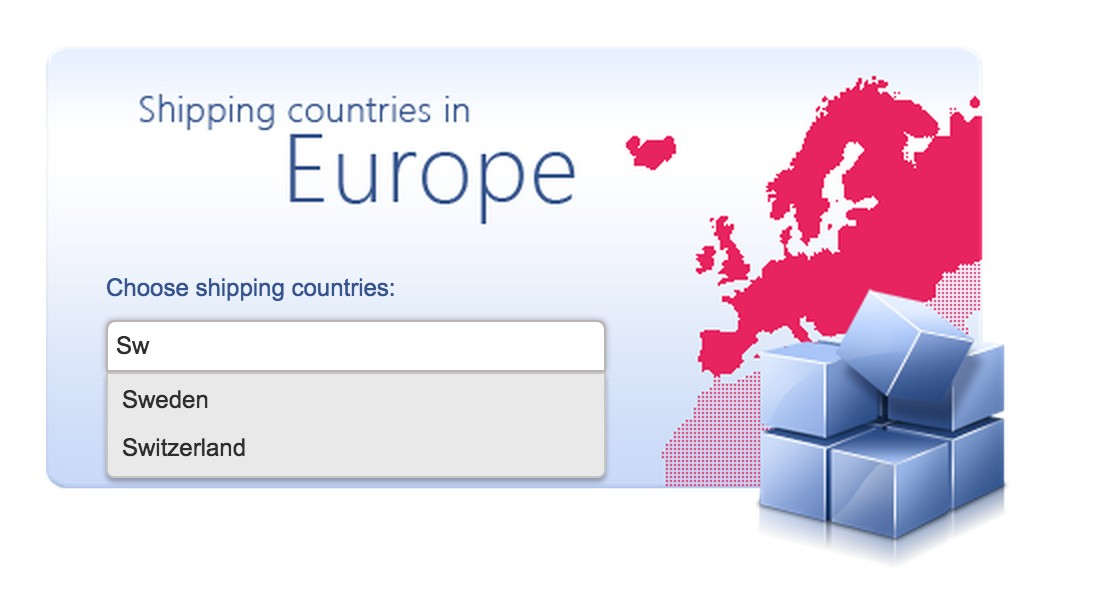 Shipping countries in
Europe
Choose shipping countries:
Sw
Sweden
Switzerland